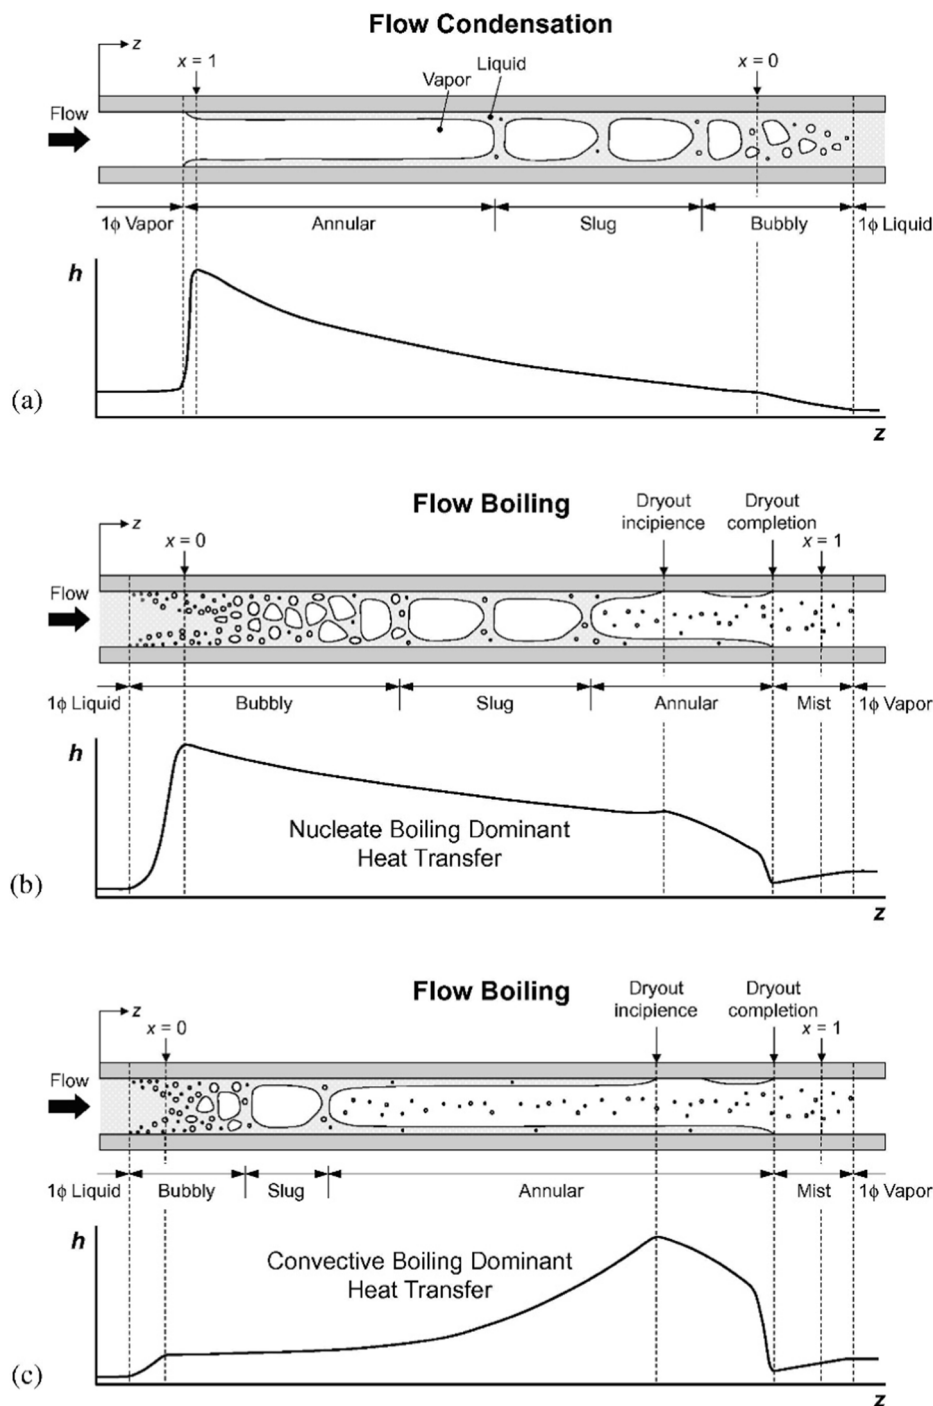 Flow Condensation
z
x = 1
Vapor
Liquid
x = 0
Flow
1ϕ Vapor
Annular
Slug
Bubbly
1ϕ Liquid
h
(a)
z
Flow Boiling
Dryout
incipience
Dryout
completion
z
x = 0
x = 1
Flow
1ϕ Liquid
Bubbly
Slug
Annular
Mist
1ϕ Vapor
h
Nucleate Boiling Dominant
Heat Transfer
(b)
z
Flow Boiling
Dryout
incipience
Dryout
completion
z
x = 0
x = 1
Flow
1ϕ Liquid
Bubbly
Slug
Annular
Mist
1ϕ Vapor
h
Convective Boiling Dominant
Heat Transfer
(c)
z